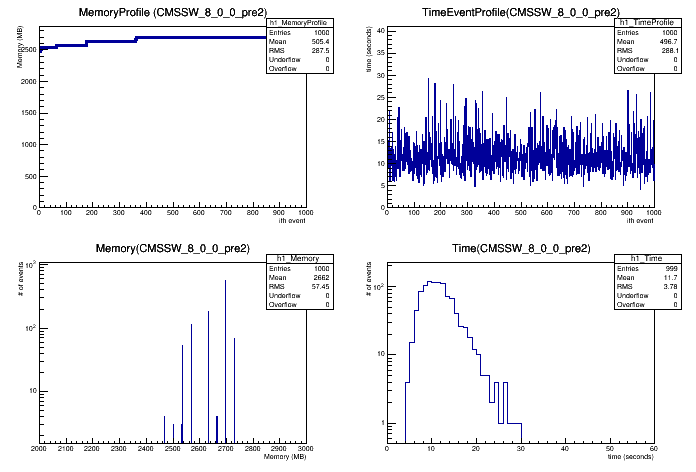 MemoryProfile (CMSSW_8_0_0_pre2)
h1_MemoryProfile
Entries 1000
Mean 505.4
RMS 287.5
Underflow 0
Overflow 0
Memory (MB)
2500
2000
1500
1000
500
0
0 100 200 300 400 500 600 700 800 900 1000
ith event
TimeEventProfile(CMSSW_8_0_0_pre2)
h1_TimeProfile
Entries 1000
Mean 496.7
RMS 288.1
Underflow 0
Overflow 0
time (seconds)
40
35
30
25
20
15
10
5
0
0 100 200 300 400 500 600 700 800 900 1000
ith event
Memory(CMSSW_8_0_0_pre2)
h1_Memory
Entries 1000
Mean 2662
RMS 57.45
Underflow 0
Overflow 0
# of events
10^3
10^2
10
2000 2100 2200 2300 2400 2500 2600 2700 2800 2900 3000
Memory (MB)
Time(CMSSW_8_0_0_pre2)
h1_Time
Entries 999
Mean 11.7
RMS 3.78
Underflow 0
Overflow 0
# of events
10^2
10
1
0 10 20 30 40 50 60
time (seconds)